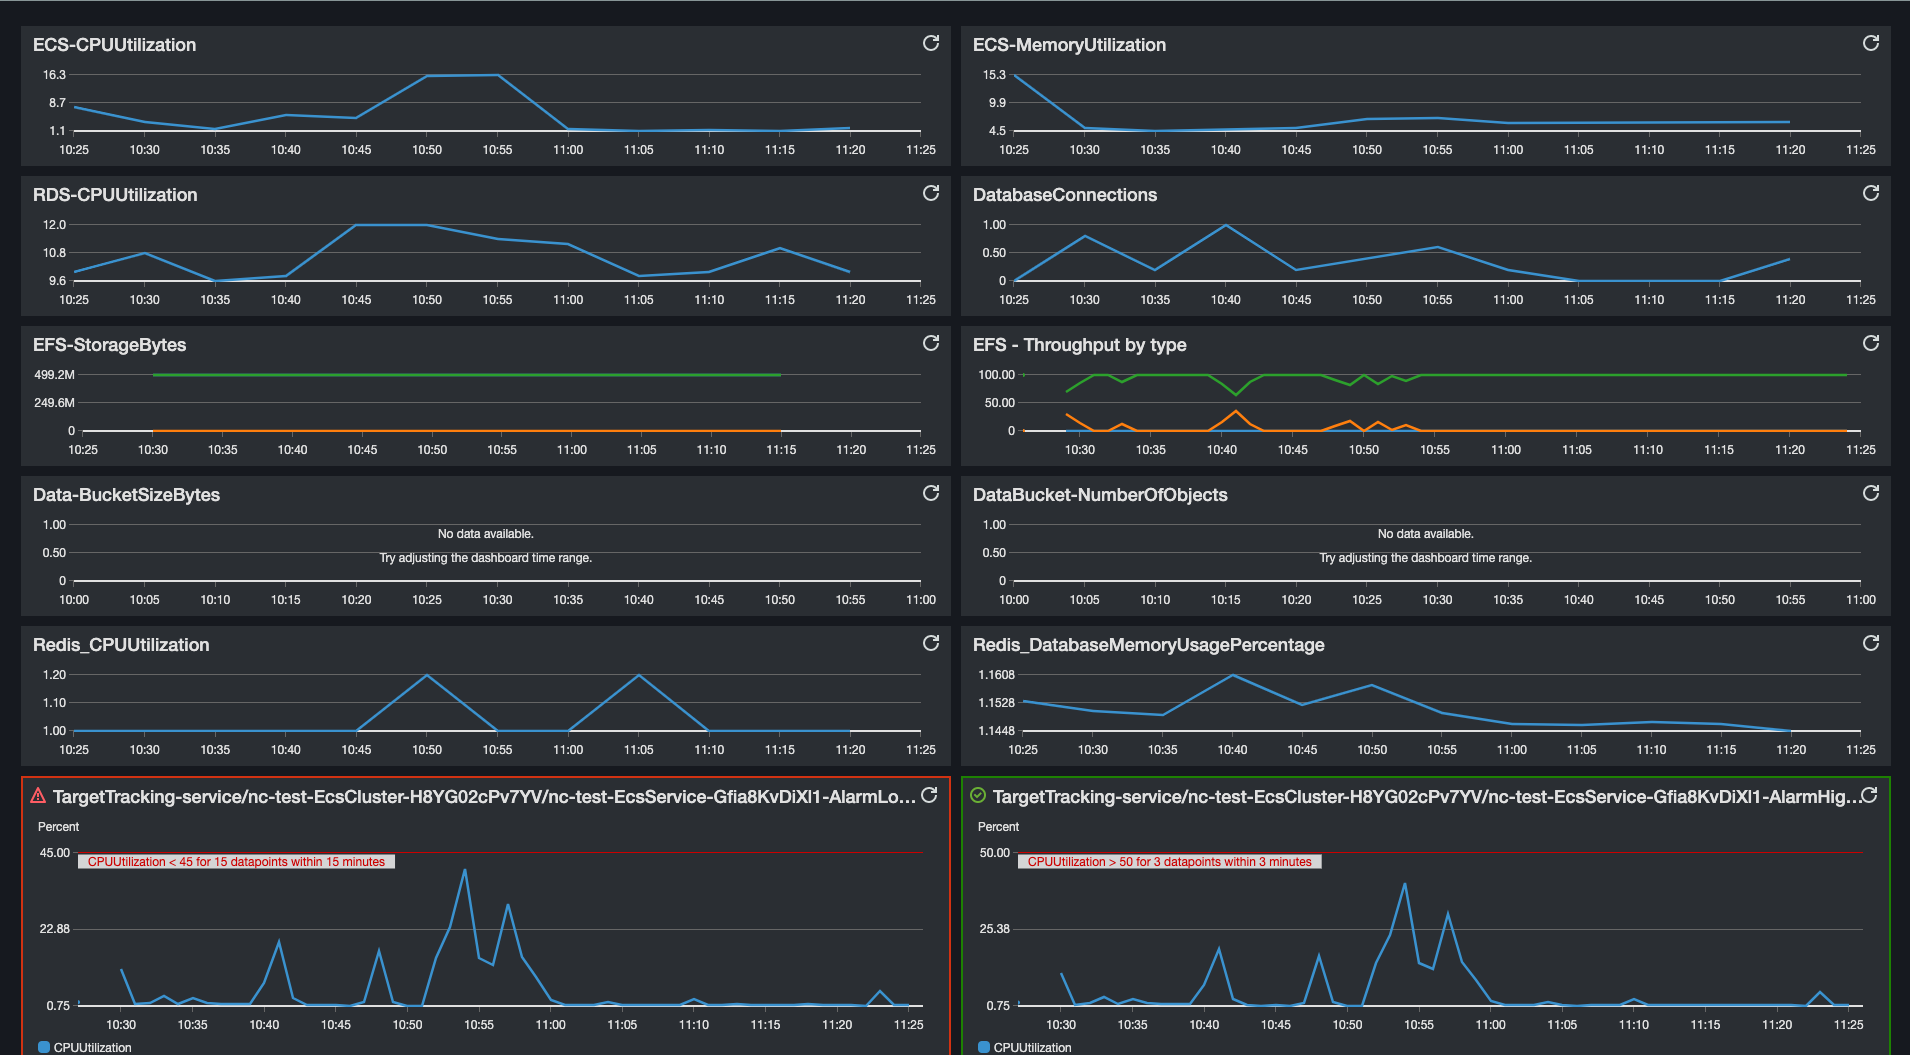 ECS-CPUUtilization
16.3
8.7
1.1
10:25 10:30 10:35 10:40 10:45 10:50 10:55 11:00 11:05 11:10 11:15 11:20 11:25
ECS-MemoryUtilization
15.3
9.9
4.5
10:25 10:30 10:35 10:40 10:45 10:50 10:55 11:00 11:05 11:10 11:15 11:20 11:25
RDS-CPUUtilization
12.0
10.8
9.6
10:25 10:30 10:35 10:40 10:45 10:50 10:55 11:00 11:05 11:10 11:15 11:20 11:25
DatabaseConnections
1.00
0.50
0
10:25 10:30 10:35 10:40 10:45 10:50 10:55 11:00 11:05 11:10 11:15 11:20 11:25
EFS-StorageBytes
499.2M
249.6M
0
10:25 10:30 10:35 10:40 10:45 10:50 10:55 11:00 11:05 11:10 11:15 11:20 11:25
EFS - Throughput by type
100.00
50.00
0
10:30 10:35 10:40 10:45 10:50 10:55 11:00 11:05 11:10 11:15 11:20 11:25
Data-BucketSizeBytes
1.00
No data available.
0.50
Try adjusting the dashboard time range.
0
10:00 10:05 10:10 10:15 10:20 10:25 10:30 10:35 10:40 10:45 10:50 10:55 11:00
DataBucket-NumberOfObjects
1.00
No data available.
0.50
Try adjusting the dashboard time range.
0
10:00 10:05 10:10 10:15 10:20 10:25 10:30 10:35 10:40 10:45 10:50 10:55 11:00
Redis_CPUUtilization
1.20
1.10
1.00
10:25 10:30 10:35 10:40 10:45 10:50 10:55 11:00 11:05 11:10 11:15 11:20 11:25
Redis_DatabaseMemoryUsagePercentage
1.1608
1.1528
1.1448
10:25 10:30 10:35 10:40 10:45 10:50 10:55 11:00 11:05 11:10 11:15 11:20 11:25
TargetTracking-service/nc-test-EcsCluster-H8YG02cPv7YV/nc-test-EcsService-Gfia8KvDiXI1-AlarmLo...
Percent
45.00
CPUUtilization < 45 for 15 datapoints within 15 minutes
22.88
0.75
10:30 10:35 10:40 10:45 10:50 10:55 11:00 11:05 11:10 11:15 11:20 11:25
CPUUtilization
TargetTracking-service/nc-test-EcsCluster-H8YG02cPv7YV/nc-test-EcsService-Gfia8KvDiXI1-AlarmHig...
Percent
50.00
CPUUtilization > 50 for 3 datapoints within 3 minutes
25.38
0.75
10:30 10:35 10:40 10:45 10:50 10:55 11:00 11:05 11:10 11:15 11:20 11:25
CPUUtilization